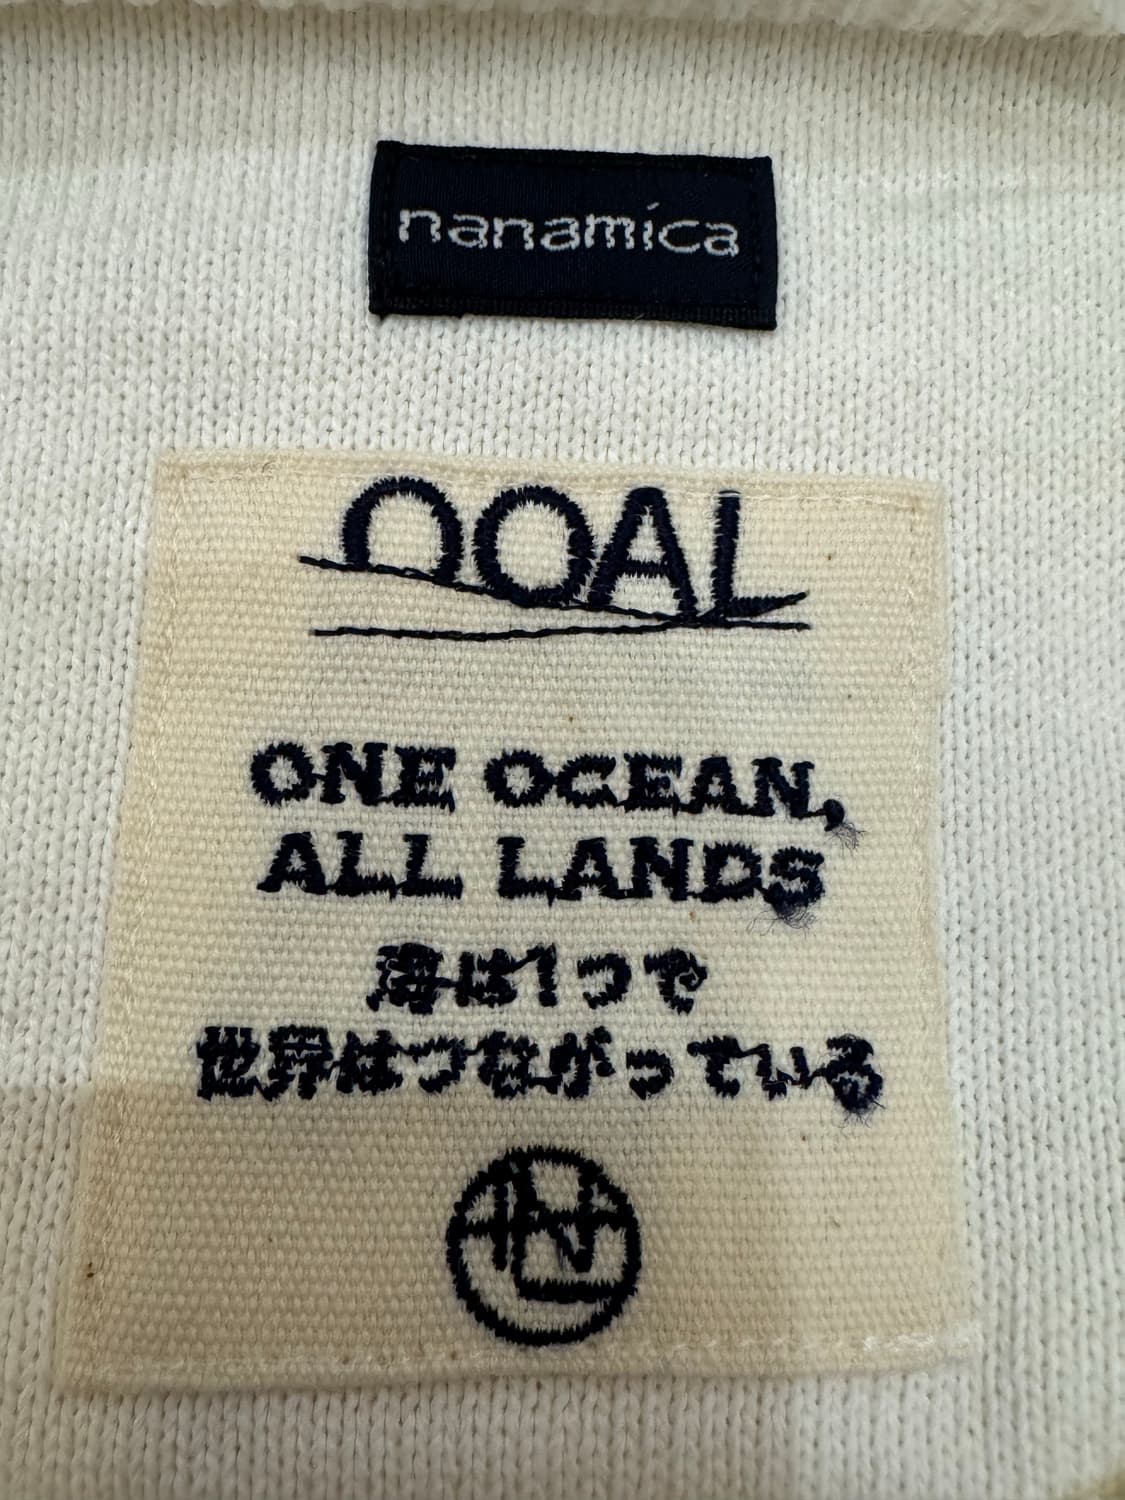 nanamica
OOAL
ONE OCEAN,
ALL LANDS
海は1つで
世界はつながっている